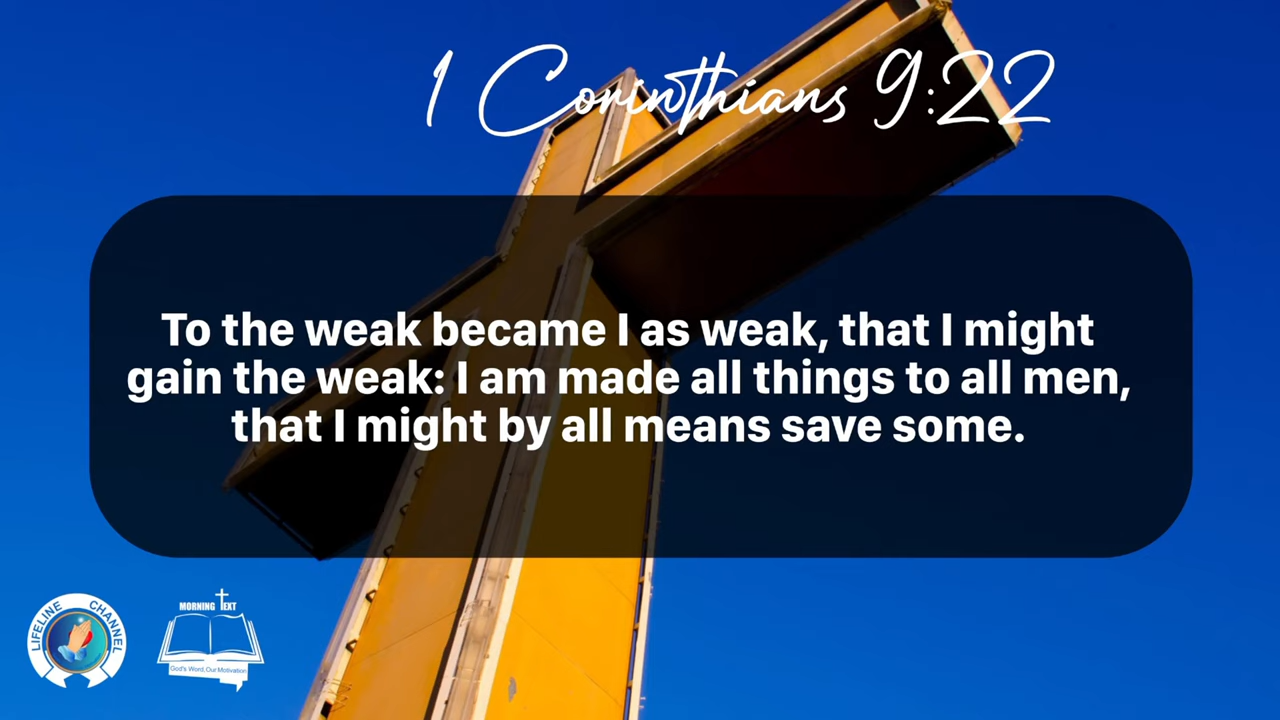 1 Corinthians 9:22
To the weak became I as weak, that I might
gain the weak: I am made all things to all men,
that I might by all means save some.
LIFELINE CHANNEL
MORNING TEXT
God's Word, Our Motivation